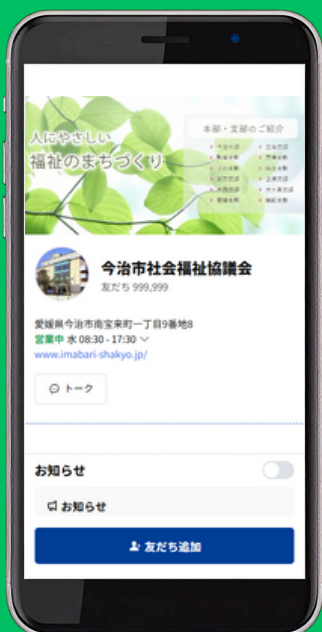 人にやさしい
福祉のまちづくり
本部・支部のご紹介
今治市社会福祉協議会
友だち 999,999
愛媛県今治市南宝来町一丁目9番地8
営業中 水 08:30 - 17:30
www.imabari-shakyo.jp/
トーク
お知らせ
お知らせ
友だち追加